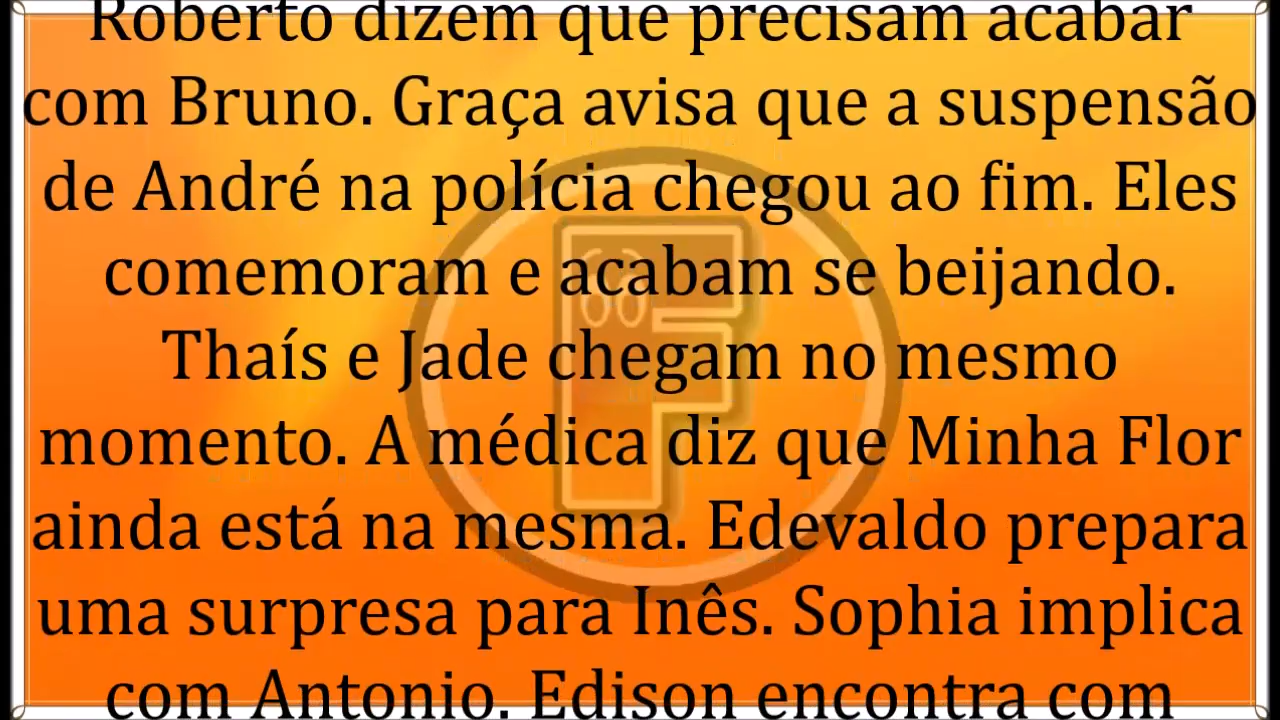 Roberto dizem que precisam acabar
com Bruno. Graça avisa que a suspensão
de André na polícia chegou ao fim. Eles
comemoram e acabam se beijando.
Thaís e Jade chegam no mesmo
momento. A médica diz que Minha Flor
ainda está na mesma. Edevaldo prepara
uma surpresa para Inês. Sophia implica
com Antonio. Edison encontra com